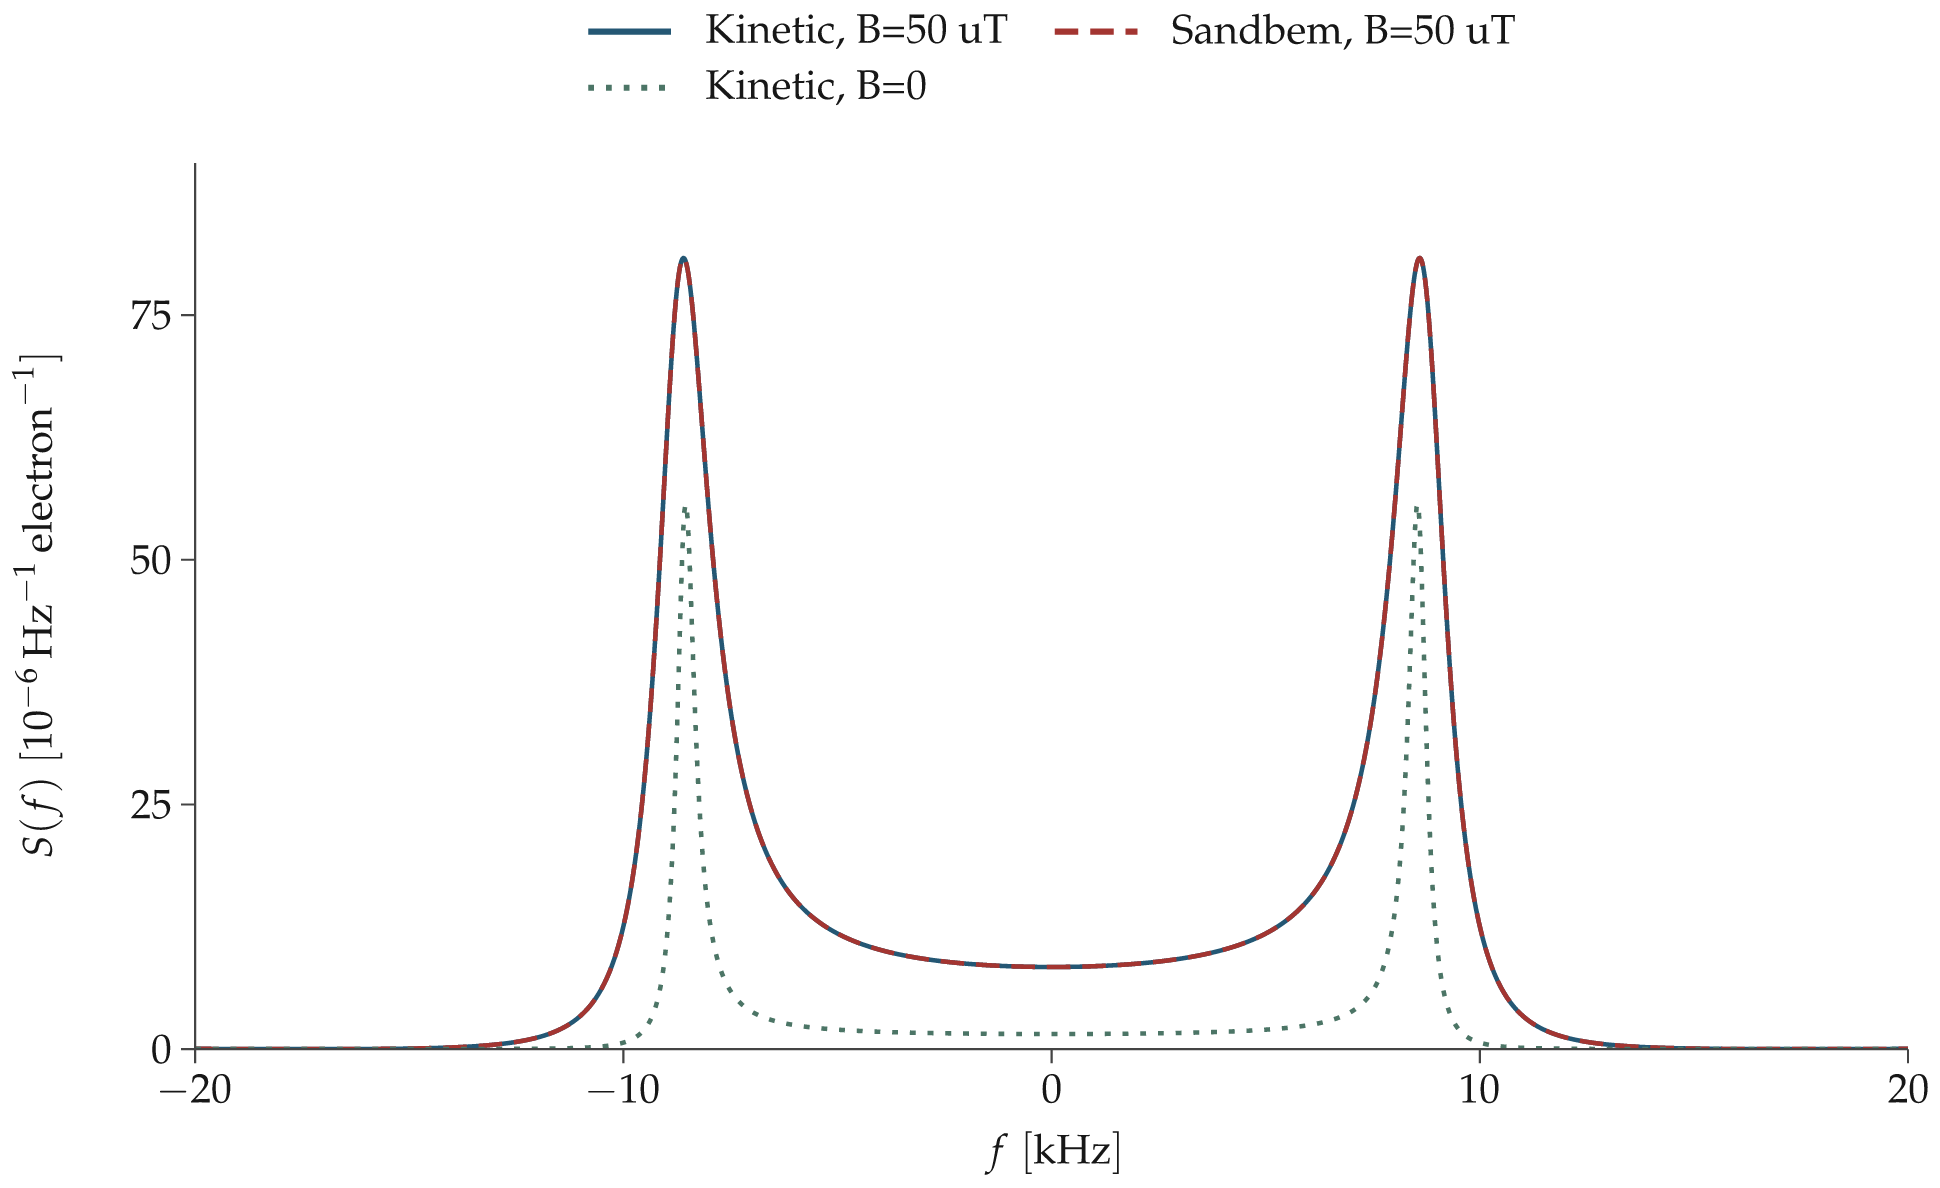 Kinetic, B=50 uT
Sandbem, B=50 uT
Kinetic, B=0
75
50
25
0
S(f) [10⁻⁶ Hz⁻¹ electron⁻¹]
−20
−10
0
10
20
f [kHz]